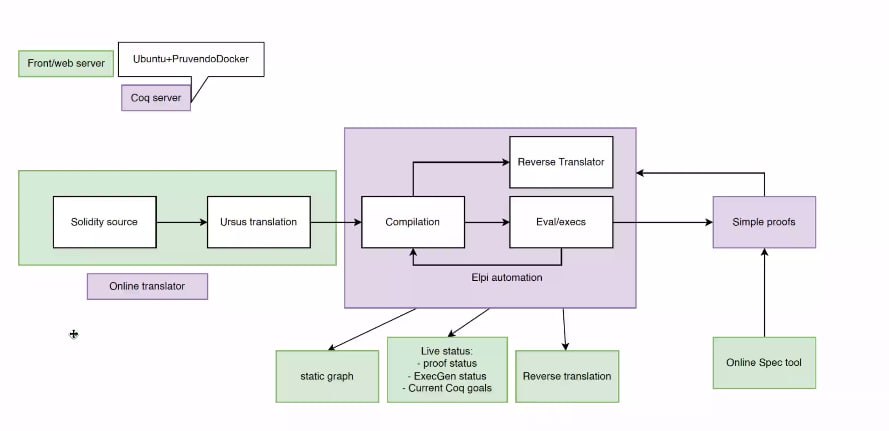 Ubuntu+PruvendoDocker
Front/web server
Coq server
Reverse Translator
Solidity source
Ursus translation
Compilation
Eval/execs
Simple proofs
Elpi automation
Online translator
static graph
Live status:
- proof status
- ExecGen status
- Current Coq goals
Reverse translation
Online Spec tool